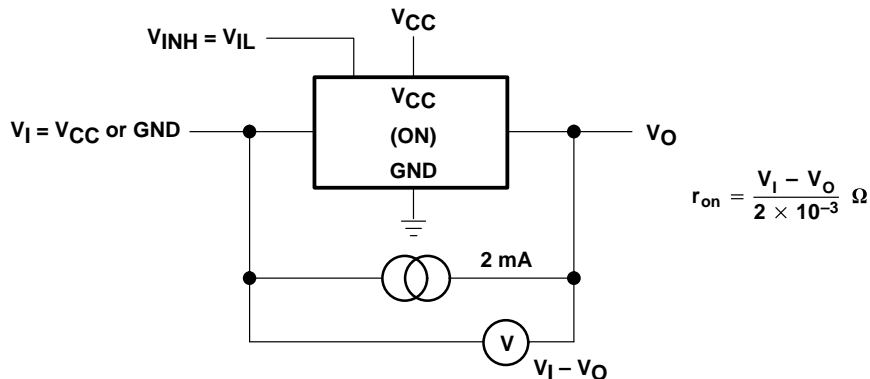 VCC
VINH = VIL
VCC
VI = VCC or GND
(ON)
VO
GND
ron = VI – VO / 2 × 10–3 Ω
2 mA
V
VI – VO